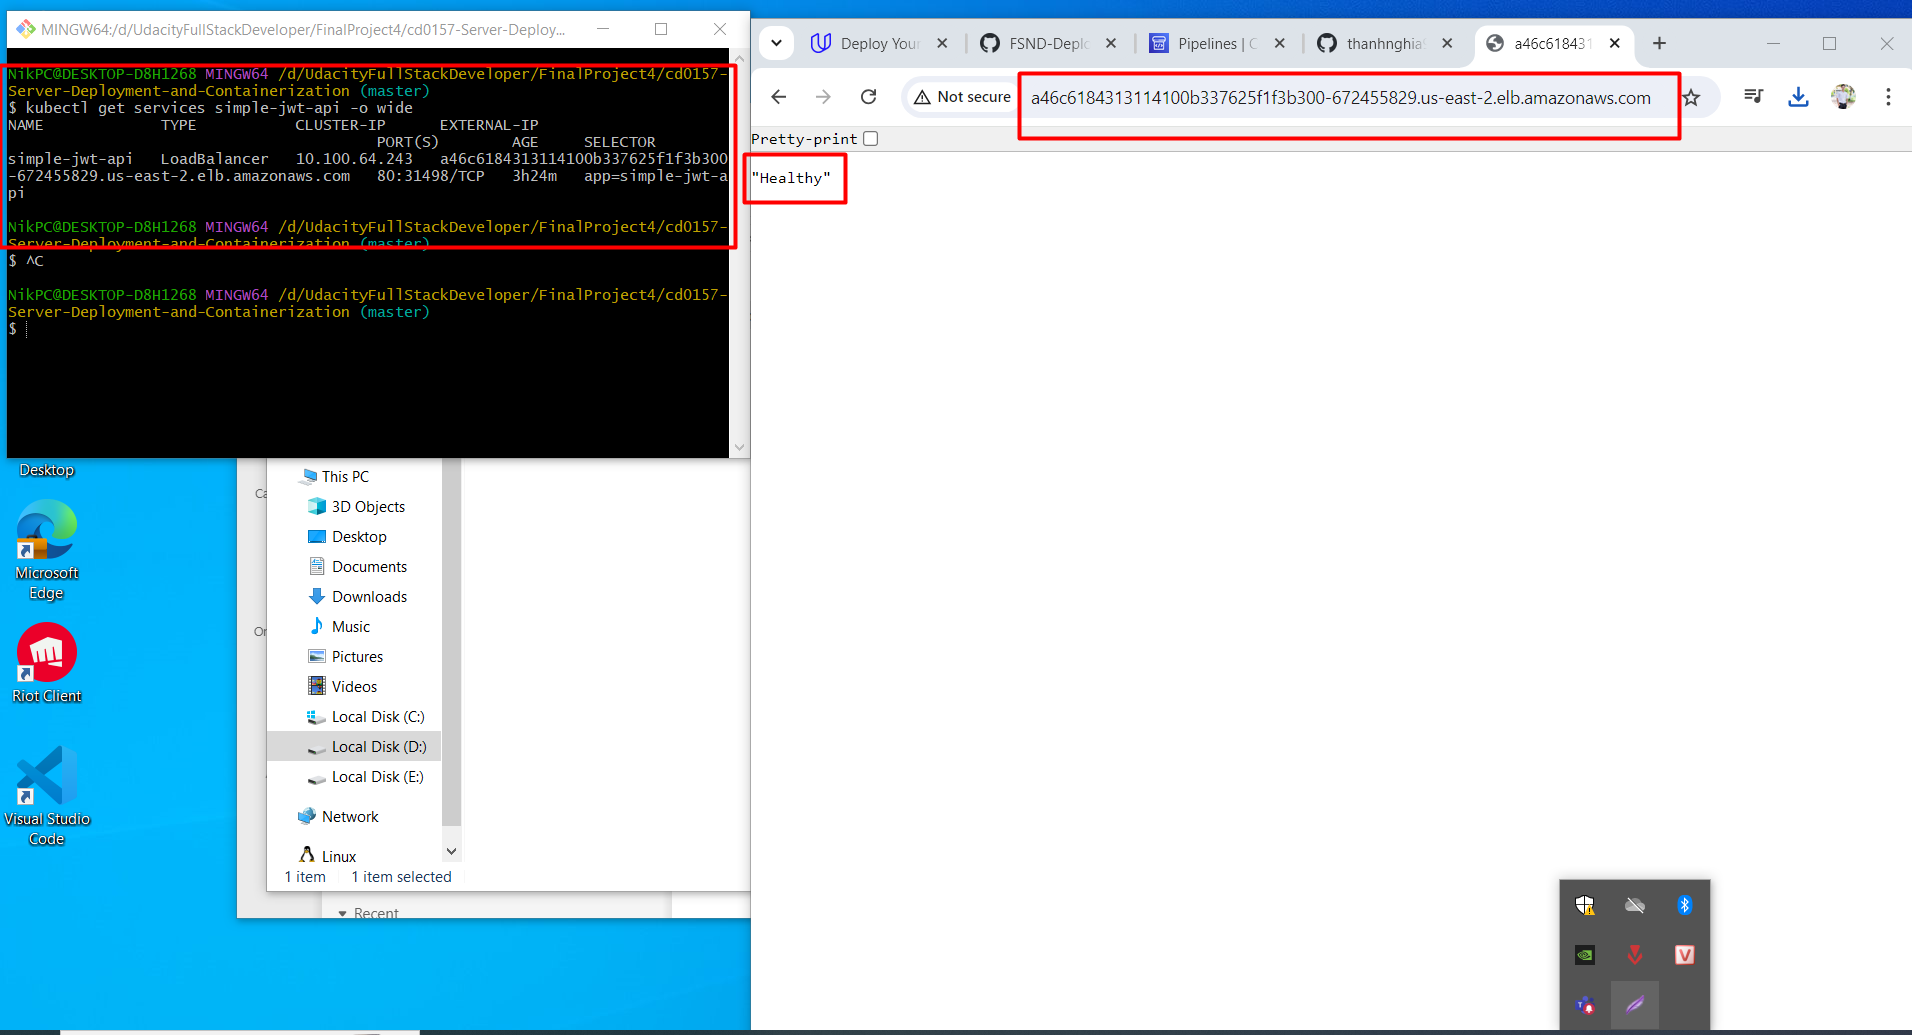 MINGW64:/d/UdacityFullStackDeveloper/FinalProject4/cd0157-Server-Deploy...
NikPC@DESKTOP-D8H1268 MINGW64 /d/UdacityFullStackDeveloper/FinalProject4/cd0157-
Server-Deployment-and-Containerization (master)
$ kubectl get services simple-jwt-api -o wide
NAME TYPE CLUSTER-IP EXTERNAL-IP
PORT(S) AGE SELECTOR
simple-jwt-api LoadBalancer 10.100.64.243 a46c6184313114100b337625f1f3b300
-672455829.us-east-2.elb.amazonaws.com 80:31498/TCP 3h24m app=simple-jwt-a
pi
NikPC@DESKTOP-D8H1268 MINGW64 /d/UdacityFullStackDeveloper/FinalProject4/cd0157-
Server-Deployment-and-Containerization (master)
$ ^C
NikPC@DESKTOP-D8H1268 MINGW64 /d/UdacityFullStackDeveloper/FinalProject4/cd0157-
Server-Deployment-and-Containerization (master)
$
Deploy Your
FSND-Deplo
Pipelines | C
thanhnghia
a46c618431
Not secure
a46c6184313114100b337625f1f3b300-672455829.us-east-2.elb.amazonaws.com
Pretty-print
"Healthy"
Desktop
Microsoft
Edge
Riot Client
Visual Studio
Code
Ca
Or
This PC
3D Objects
Desktop
Documents
Downloads
Music
Pictures
Videos
Local Disk (C:)
Local Disk (D:)
Local Disk (E:)
Network
Linux
1 item 1 item selected
Recent